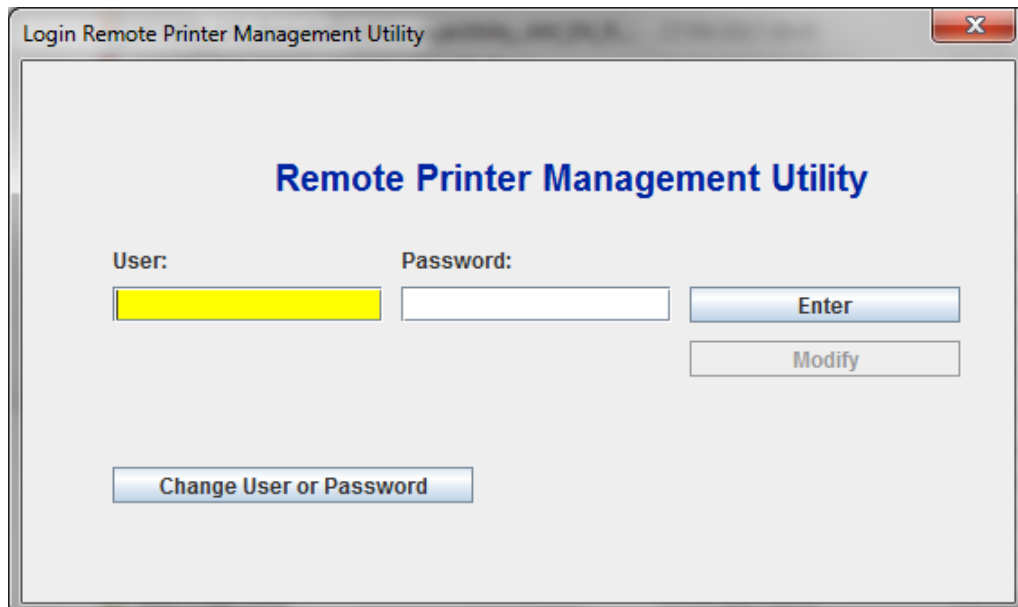 Login Remote Printer Management Utility
Remote Printer Management Utility
User: Password:
Enter
Modify
Change User or Password